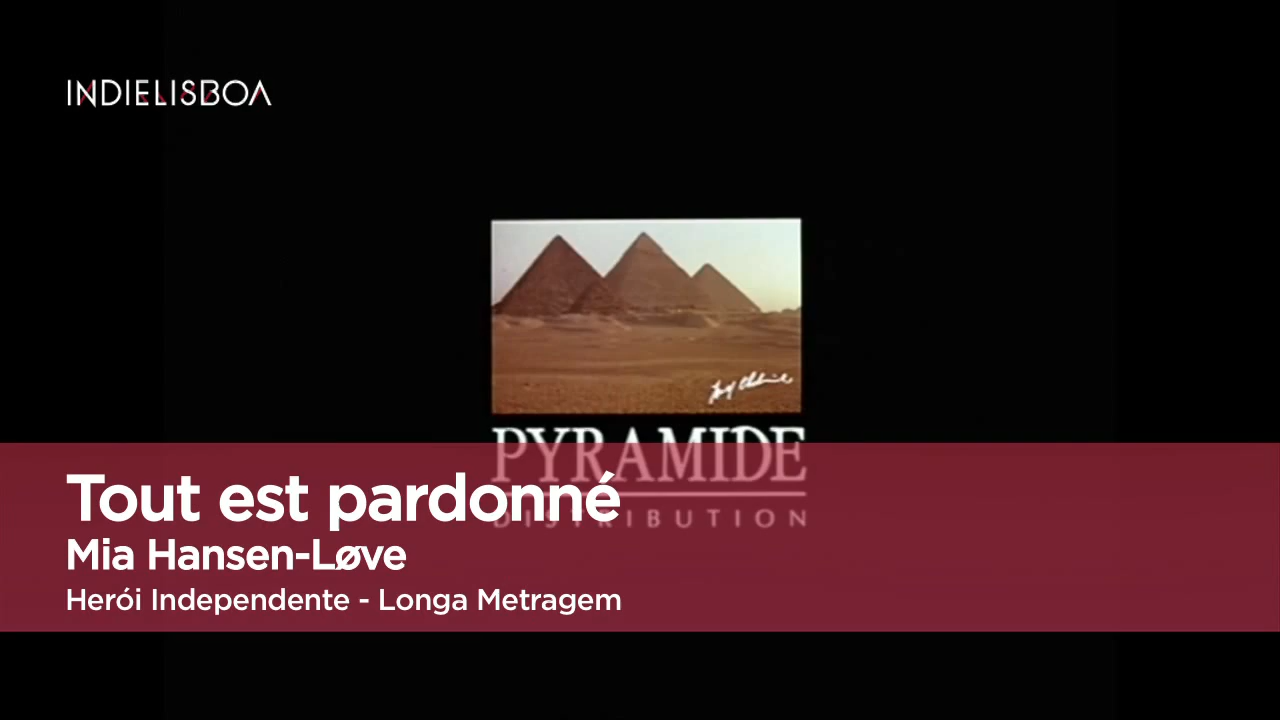 INDIELISBOA
PYRAMIDE
DISTRIBUTION
Tout est pardonné
Mia Hansen-Løve
Herói Independente - Longa Metragem